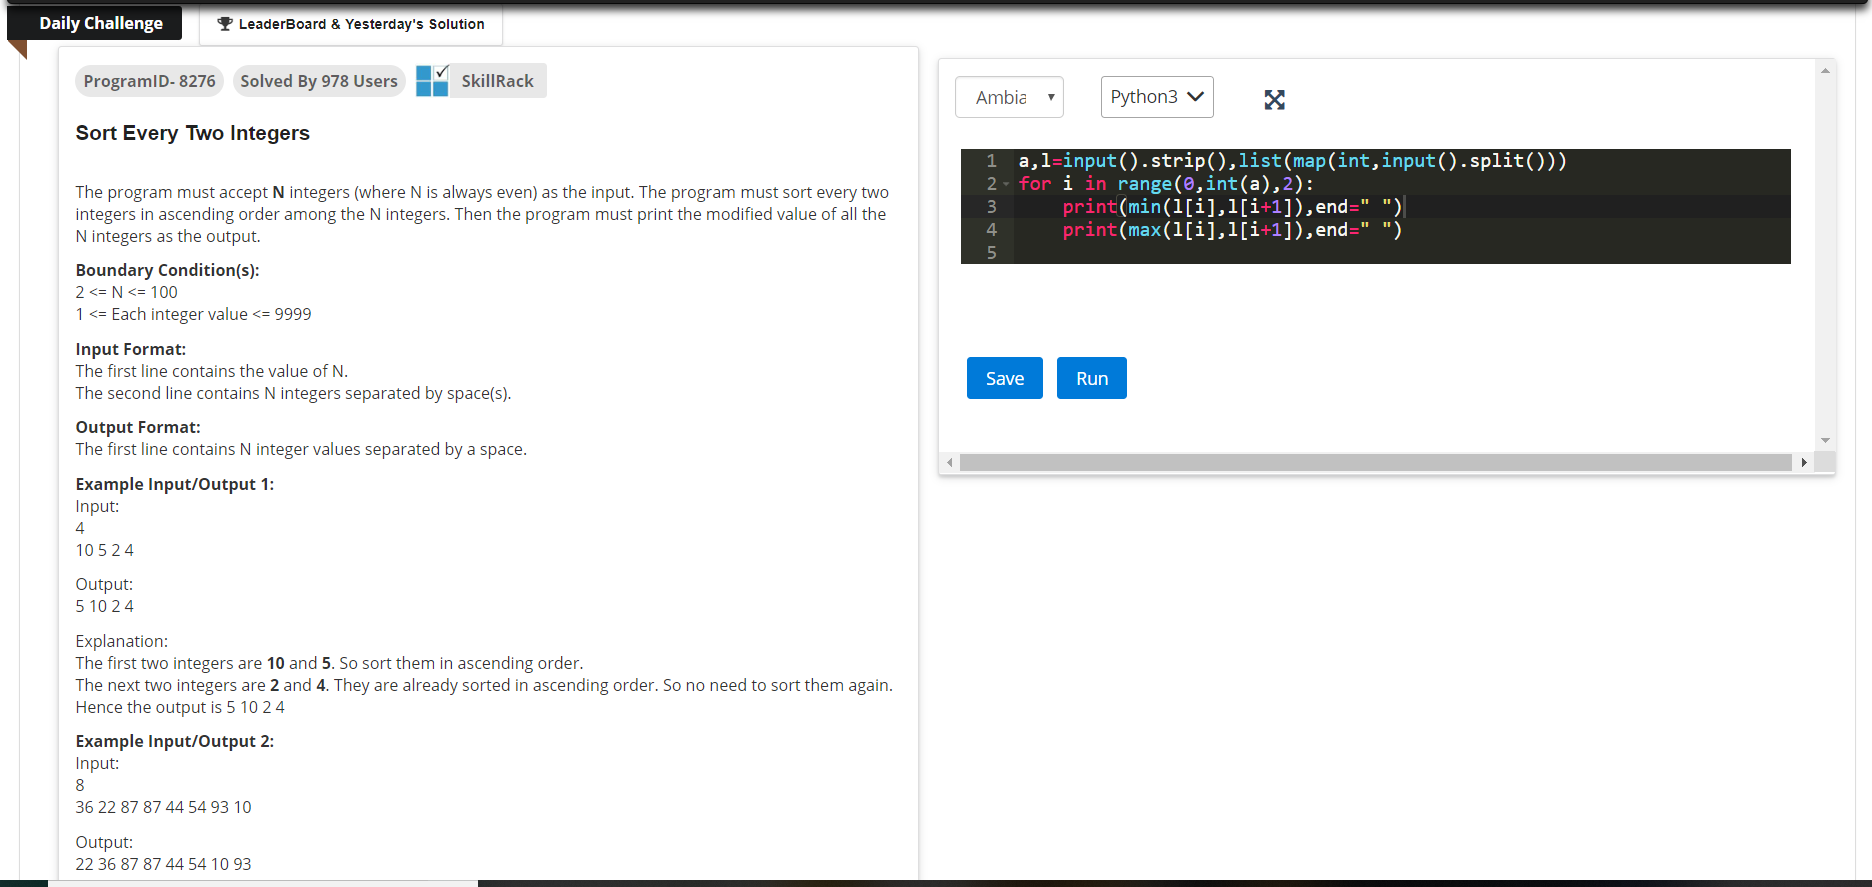 Daily Challenge
LeaderBoard & Yesterday's Solution
ProgramID- 8276
Solved By 978 Users
SkillRack
Sort Every Two Integers
The program must accept N integers (where N is always even) as the input. The program must sort every two
integers in ascending order among the N integers. Then the program must print the modified value of all the
N integers as the output.
Boundary Condition(s):
2 <= N <= 100
1 <= Each integer value <= 9999
Input Format:
The first line contains the value of N.
The second line contains N integers separated by space(s).
Output Format:
The first line contains N integer values separated by a space.
Example Input/Output 1:
Input:
4
10 5 2 4
Output:
5 10 2 4
Explanation:
The first two integers are 10 and 5. So sort them in ascending order.
The next two integers are 2 and 4. They are already sorted in ascending order. So no need to sort them again.
Hence the output is 5 10 2 4
Example Input/Output 2:
Input:
8
36 22 87 87 44 54 93 10
Output:
22 36 87 87 44 54 10 93
Ambia
Python3
1 a,l=input().strip(),list(map(int,input().split()))
2 for i in range(0,int(a),2):
3     print(min(l[i],l[i+1]),end=" ")
4     print(max(l[i],l[i+1]),end=" ")
5
Save
Run